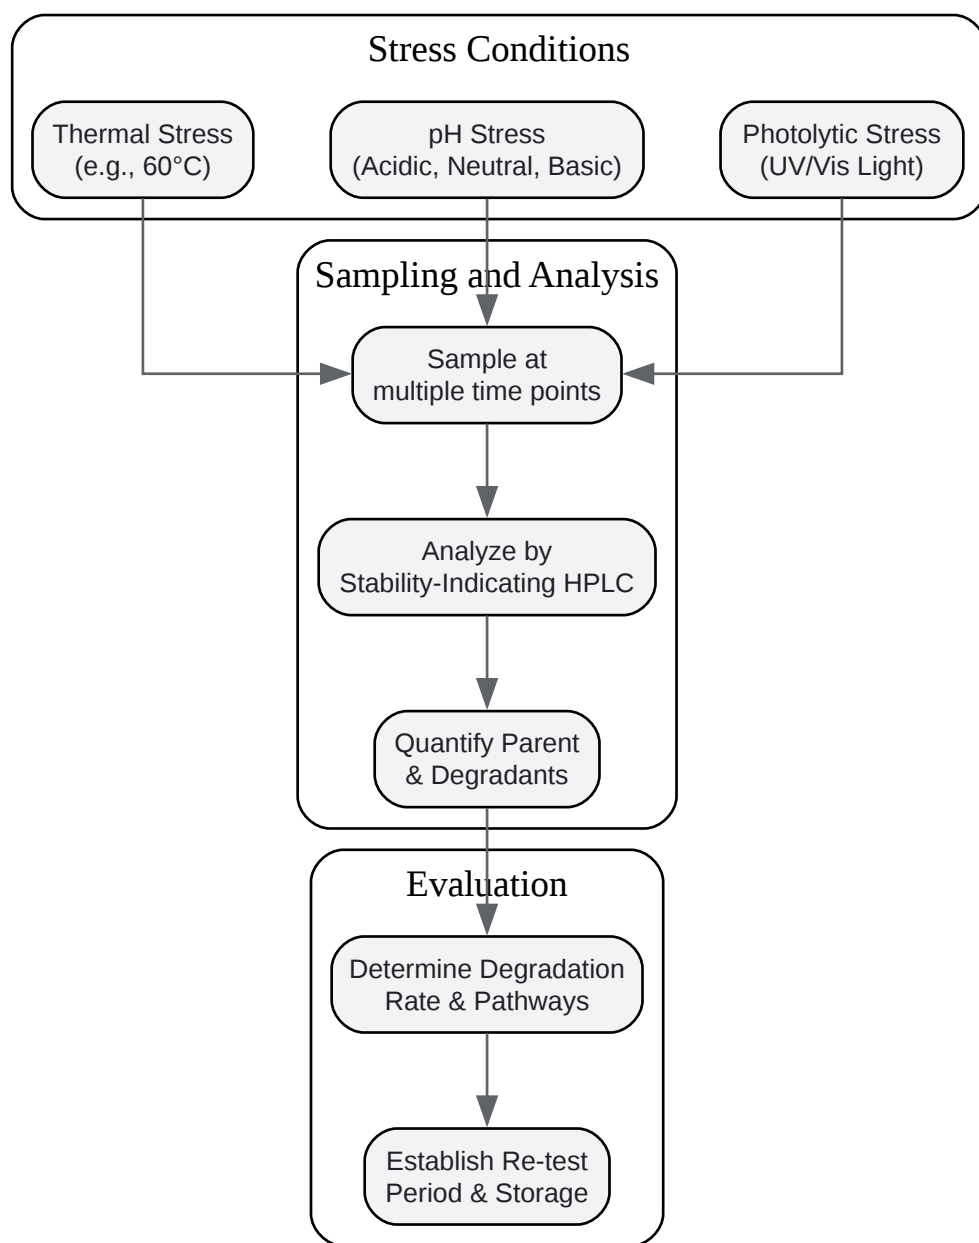 Stress Conditions
Thermal Stress
(e.g., 60°C)
pH Stress
(Acidic, Neutral, Basic)
Photolytic Stress
(UV/Vis Light)
Sampling and Analysis
Sample at
multiple time points
Analyze by
Stability-Indicating HPLC
Quantify Parent
& Degradants
Evaluation
Determine Degradation
Rate & Pathways
Establish Re-test
Period & Storage